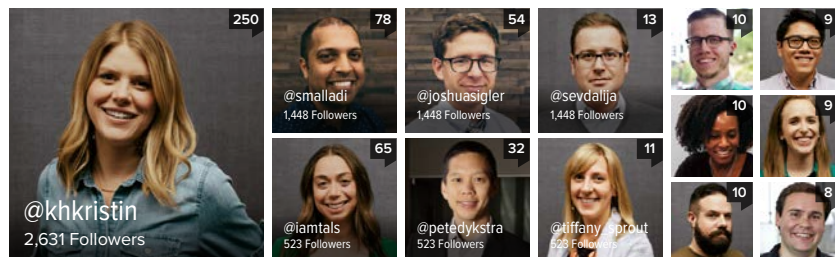 250
@khkristin
2,631 Followers
78
@smalladi
1,448 Followers
54
@joshuasigler
1,448 Followers
13
@sevdalija
1,448 Followers
65
@iamtals
523 Followers
32
@petedykstra
523 Followers
11
@tiffany_sprout
523 Followers
10
9
10
9
10
8